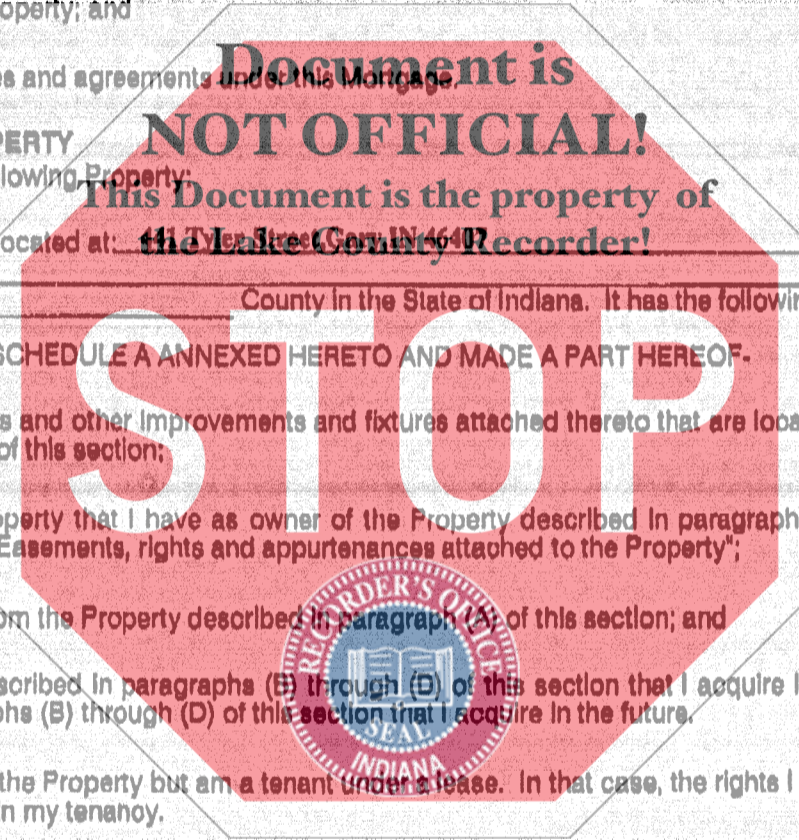 operty; and
Document is
s and agreements under this Mortgage.
NOT OFFICIAL!
PERTY
lowing Property:
This Document is the property of
the Lake County Recorder!
ocated at: Tyler Street, Gary, IN
County in the State of Indiana. It has the followin
SCHEDULE A ANNEXED HERETO AND MADE A PART HEREOF-
STOP
s and other improvements and fixtures attached thereto that are loca
of this section;
operty that I have as owner of the Property described in paragraph
Easements, rights and appurtenances attached to the Property";
om the Property described in paragraph (A) of this section; and
RECORDER'S OFFICE
SEAL
INDIANA
scribed in paragraphs (B) through (D) of this section that I acquire i
phs (B) through (D) of this section that I acquire in the future.
the Property but am a tenant under a lease. In that case, the rights I
n my tenancy.